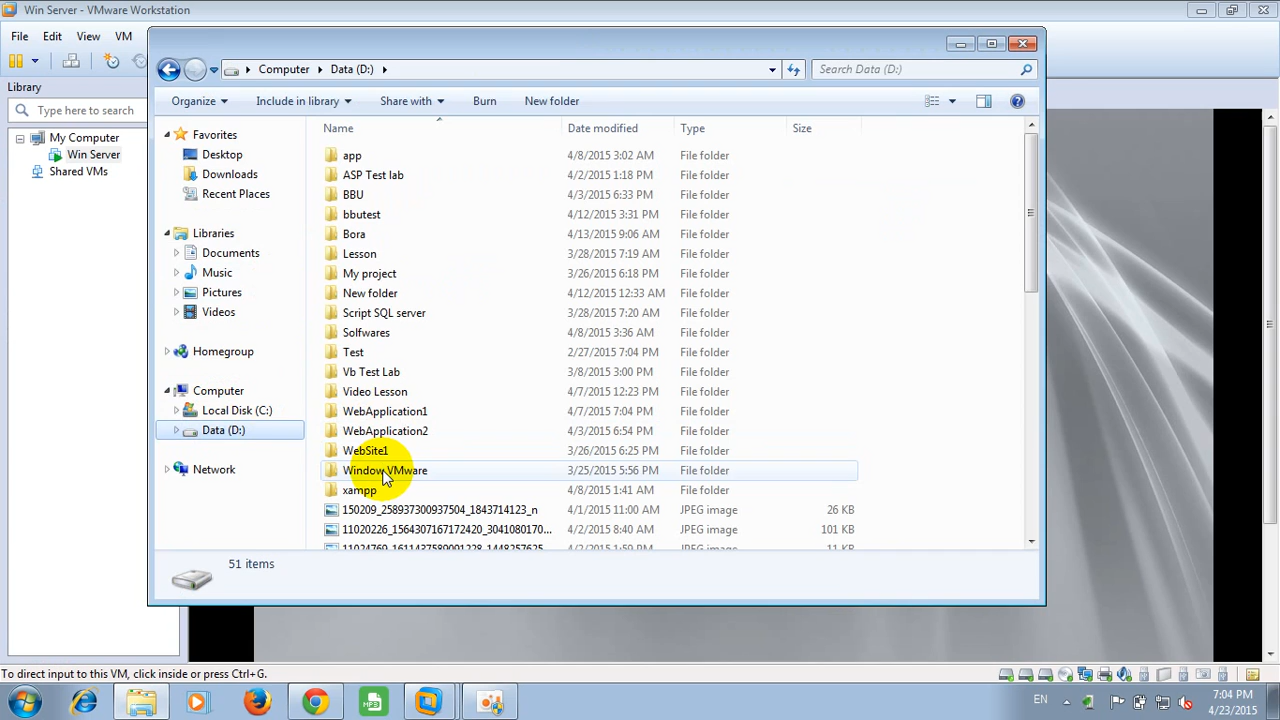 Win Server - VMware Workstation
File Edit View VM
Library
Type here to search
My Computer
Win Server
Shared VMs
Computer Data (D:)
Search Data (D:)
Organize Include in library Share with Burn New folder
Favorites
Desktop
Downloads
Recent Places
Libraries
Documents
Music
Pictures
Videos
Homegroup
Computer
Local Disk (C:)
Data (D:)
Network
Name Date modified Type Size
app 4/8/2015 3:02 AM File folder
ASP Test lab 4/2/2015 1:18 PM File folder
BBU 4/3/2015 6:33 PM File folder
bbutest 4/12/2015 3:31 PM File folder
Bora 4/13/2015 9:06 AM File folder
Lesson 3/28/2015 7:19 AM File folder
My project 3/26/2015 6:18 PM File folder
New folder 4/12/2015 12:33 AM File folder
Script SQL server 3/28/2015 7:20 AM File folder
Solfwares 4/8/2015 3:36 AM File folder
Test 2/27/2015 7:04 PM File folder
Vb Test Lab 3/8/2015 3:00 PM File folder
Video Lesson 4/7/2015 12:23 PM File folder
WebApplication1 4/7/2015 7:04 PM File folder
WebApplication2 4/3/2015 6:54 PM File folder
WebSite1 3/26/2015 6:25 PM File folder
Window VMware 3/25/2015 5:56 PM File folder
xampp 4/8/2015 1:41 AM File folder
150209_258937300937504_1843714123_n 4/1/2015 11:00 AM JPEG image 26 KB
11020226_1564307167172420_3041080170... 4/2/2015 8:40 AM JPEG image 101 KB
4/2/2015 1:59 PM JPEG image 11 KB
51 items
To direct input to this VM, click inside or press Ctrl+G.
EN
7:04 PM
4/23/2015